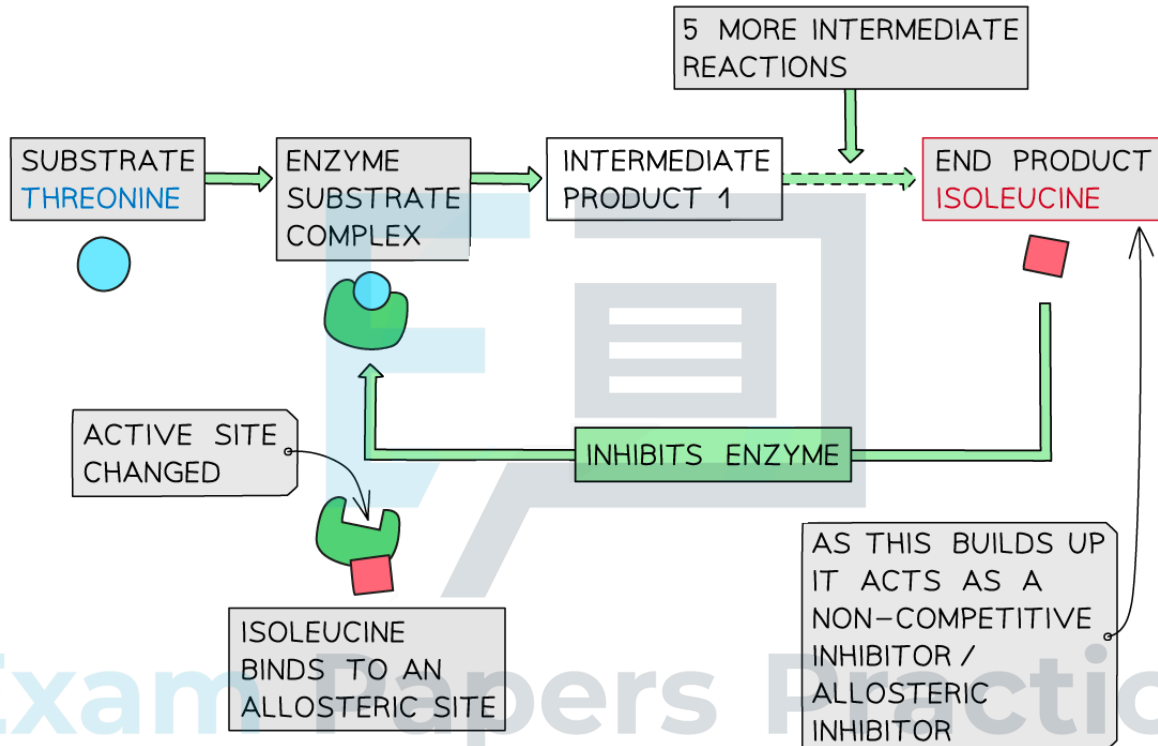 5 MORE INTERMEDIATE
REACTIONS
SUBSTRATE
THREONINE
ENZYME
SUBSTRATE
COMPLEX
INTERMEDIATE
PRODUCT 1
END PRODUCT
ISOLEUCINE
ACTIVE SITE
CHANGED
INHIBITS ENZYME
ISOLEUCINE
BINDS TO AN
ALLOSTERIC SITE
AS THIS BUILDS UP
IT ACTS AS A
NON-COMPETITIVE
INHIBITOR /
ALLOSTERIC
INHIBITOR
Exam Papers Practic